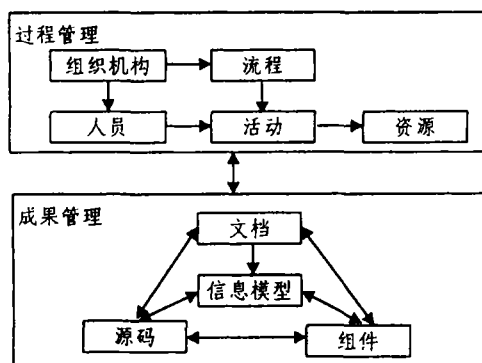 过程管理
组织机构
流程
人员
活动
资源
成果管理
文档
信息模型
源码
组件